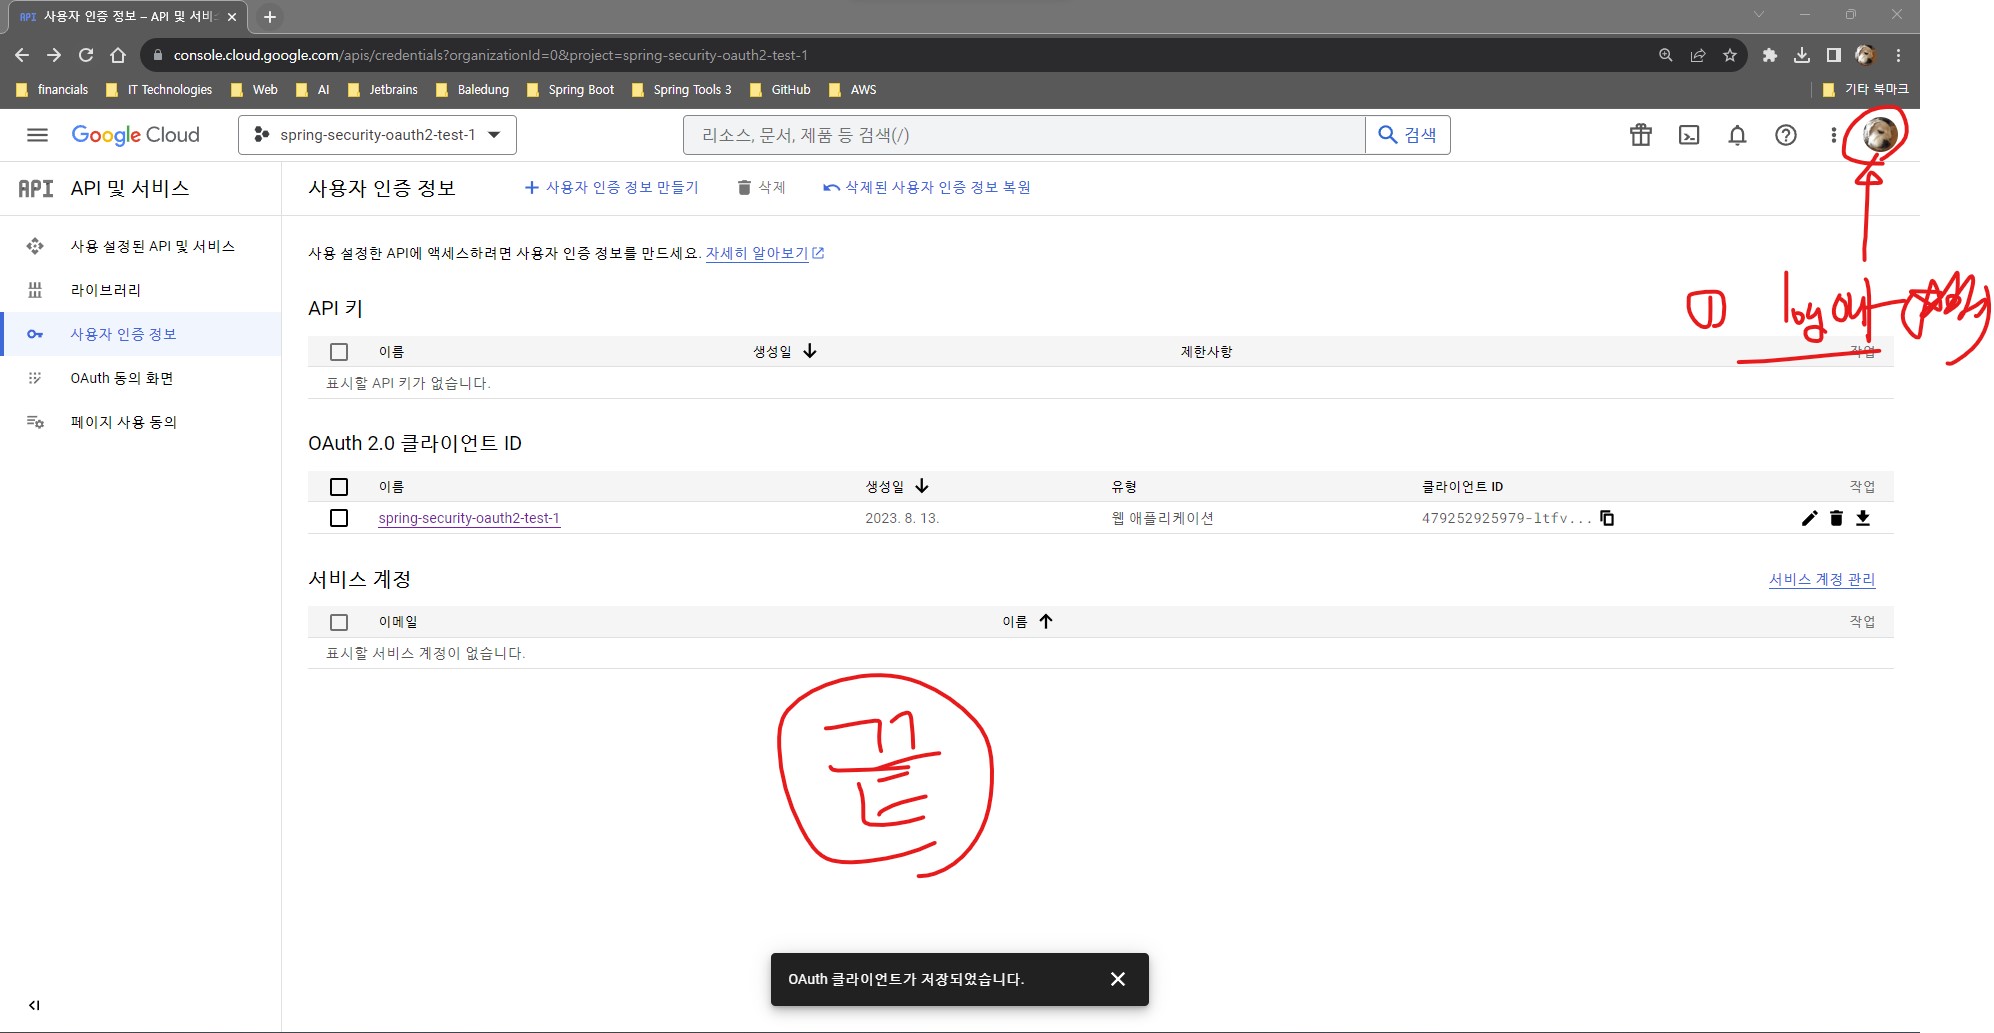 API 사용자 인증 정보 – API 및 서비스
console.cloud.google.com/apis/credentials?organizationId=0&project=spring-security-oauth2-test-1
financials IT Technologies Web AI Jetbrains Baledung Spring Boot Spring Tools 3 GitHub AWS 기타 북마크
Google Cloud spring-security-oauth2-test-1 리소스, 문서, 제품 등 검색(/) 검색
API API 및 서비스 사용자 인증 정보 사용자 인증 정보 만들기 삭제 삭제된 사용자 인증 정보 복원
사용 설정된 API 및 서비스
라이브러리
사용자 인증 정보
OAuth 동의 화면
페이지 사용 동의
사용 설정한 API에 액세스하려면 사용자 인증 정보를 만드세요. 자세히 알아보기
API 키
① logout
이름 생성일 제한사항 작업
표시할 API 키가 없습니다.
OAuth 2.0 클라이언트 ID
이름 생성일 유형 클라이언트 ID 작업
spring-security-oauth2-test-1 2023. 8. 13. 웹 애플리케이션 479252925979-ltfv...
서비스 계정 서비스 계정 관리
이메일 이름 작업
표시할 서비스 계정이 없습니다.
끝
OAuth 클라이언트가 저장되었습니다.